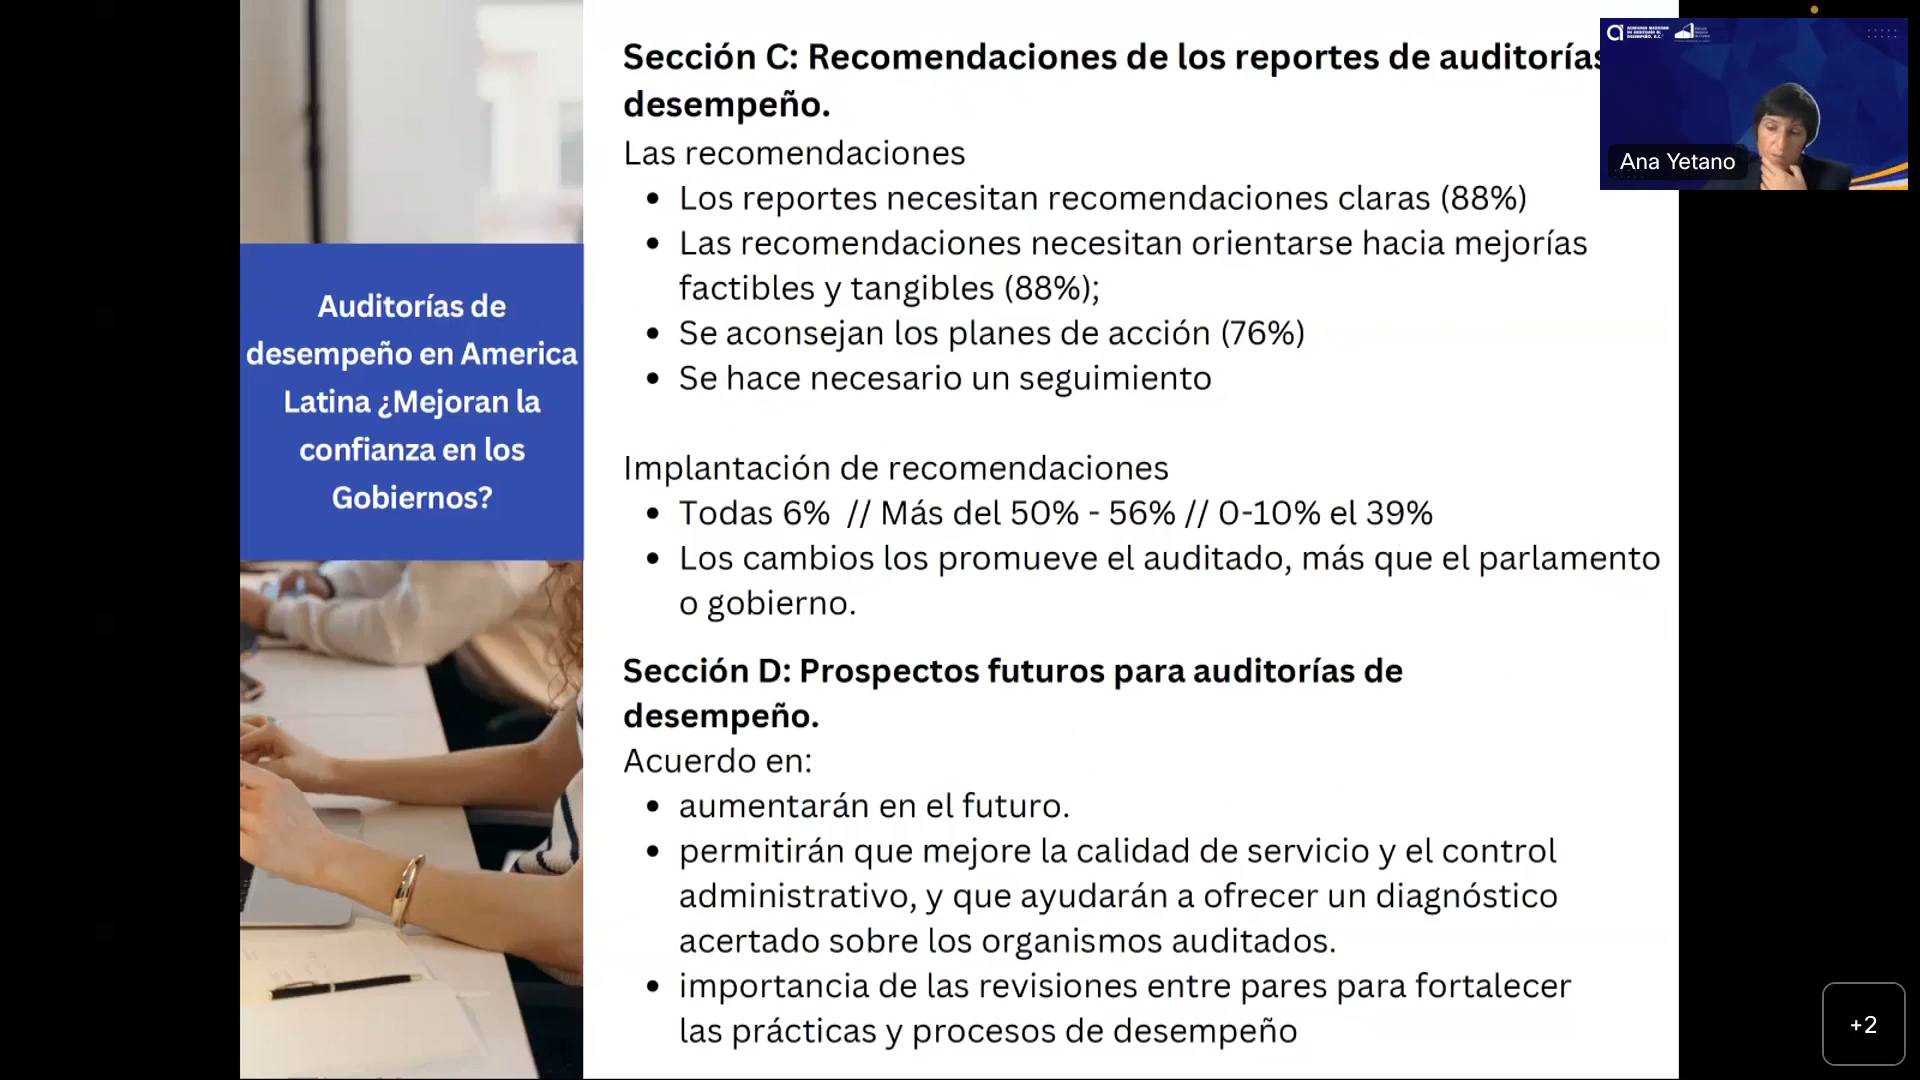 Sección C: Recomendaciones de los reportes de auditorías
desempeño.
Las recomendaciones
• Los reportes necesitan recomendaciones claras (88%)
• Las recomendaciones necesitan orientarse hacia mejorías
factibles y tangibles (88%);
• Se aconsejan los planes de acción (76%)
• Se hace necesario un seguimiento
Implantación de recomendaciones
• Todas 6% // Más del 50% - 56% // 0-10% el 39%
• Los cambios los promueve el auditado, más que el parlamento
o gobierno.
Sección D: Prospectos futuros para auditorías de
desempeño.
Acuerdo en:
• aumentarán en el futuro.
• permitirán que mejore la calidad de servicio y el control
administrativo, y que ayudarán a ofrecer un diagnóstico
acertado sobre los organismos auditados.
• importancia de las revisiones entre pares para fortalecer
las prácticas y procesos de desempeño
Auditorías de
desempeño en America
Latina ¿Mejoran la
confianza en los
Gobiernos?
Ana Yetano
+2